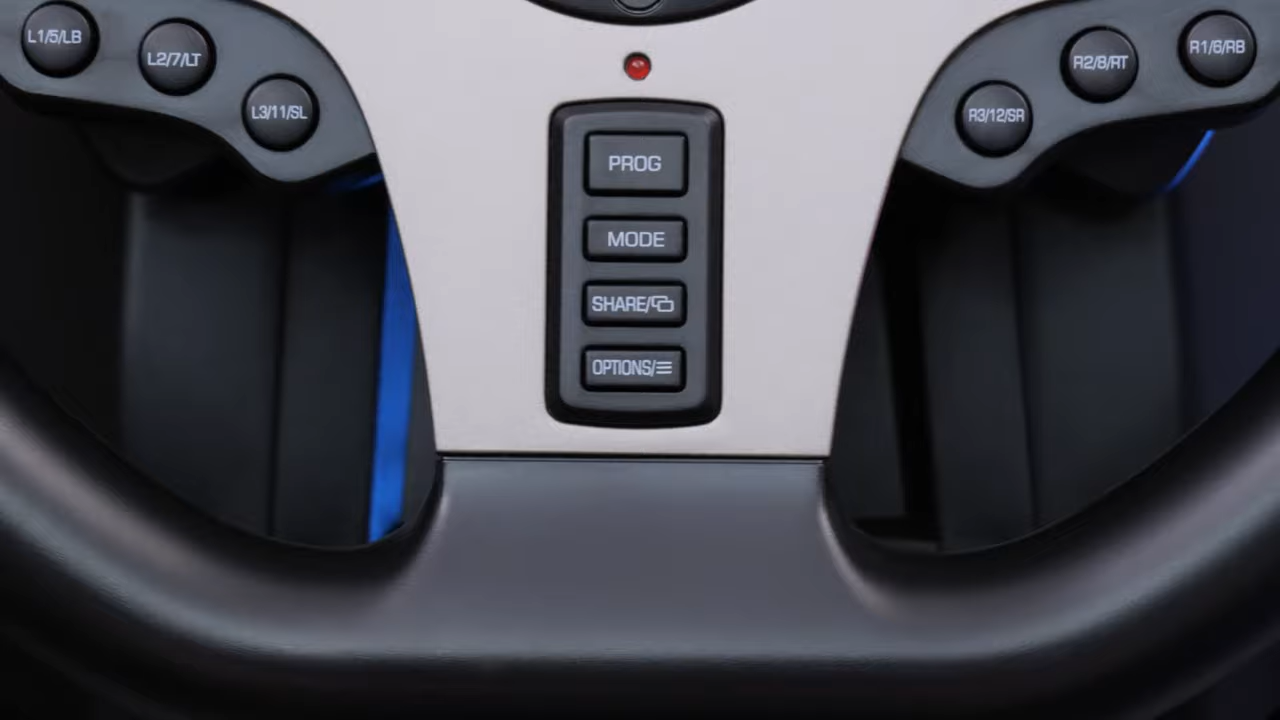 L1/5/LB
L2/7/LT
L3/11/SL
R3/12/SR
R2/8/RT
R1/6/RB
PROG
MODE
SHARE/
OPTIONS/